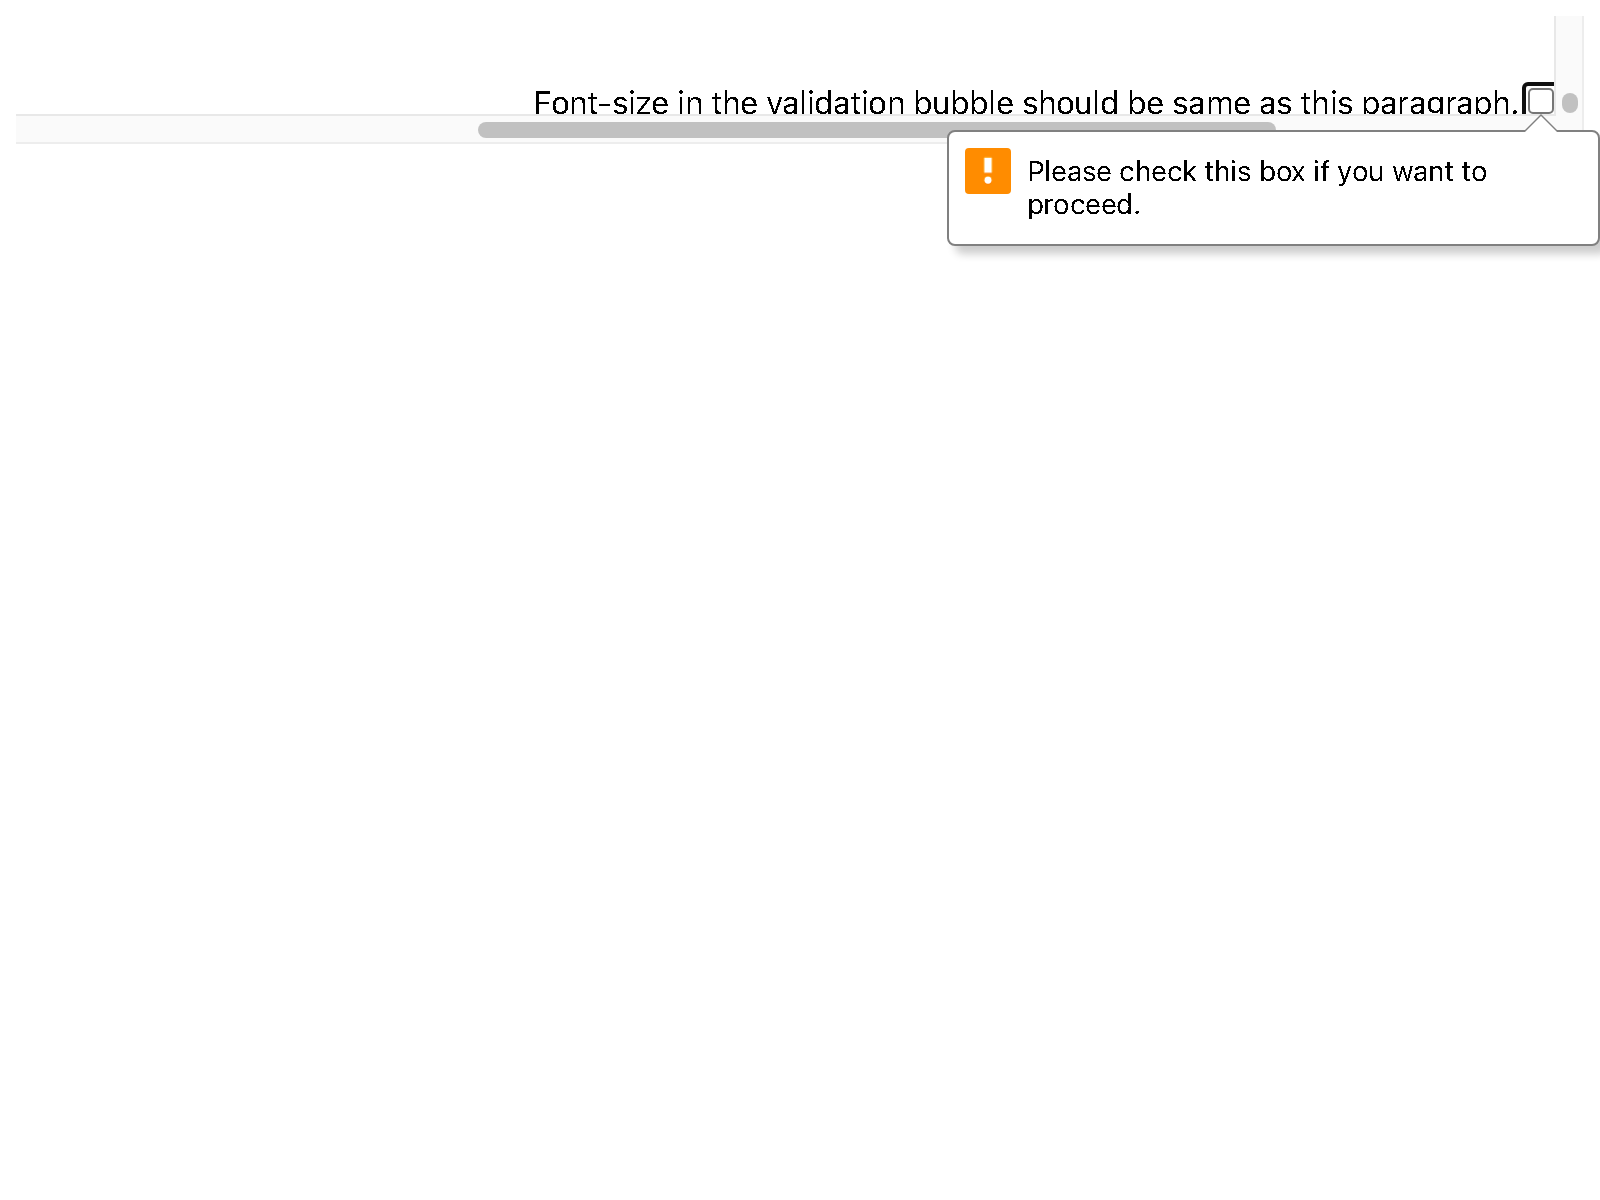 Font-size in the validation bubble should be same as this paragraph.
Please check this box if you want to
proceed.